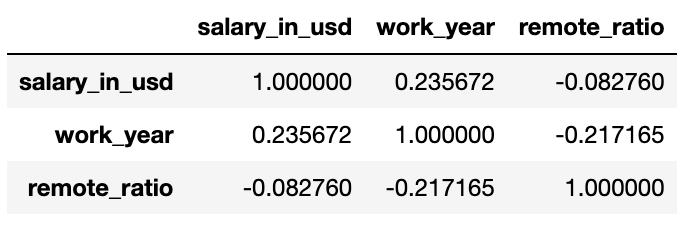 salary_in_usd work_year remote_ratio
salary_in_usd 1.000000 0.235672 -0.082760
work_year 0.235672 1.000000 -0.217165
remote_ratio -0.082760 -0.217165 1.000000